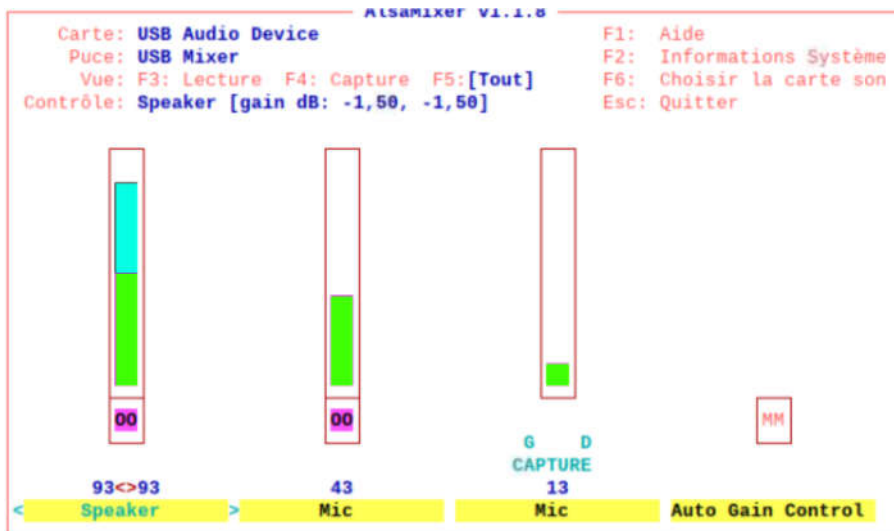 AlsaMixer v1.1.8
Carte: USB Audio Device F1: Aide
Puce: USB Mixer F2: Informations Système
Vue: F3: Lecture F4: Capture F5:[Tout] F6: Choisir la carte son
Contrôle: Speaker [gain dB: -1,50, -1,50] Esc: Quitter
OO OO MM
G D
CAPTURE
93<>93 43 13
< Speaker > Mic Mic Auto Gain Control